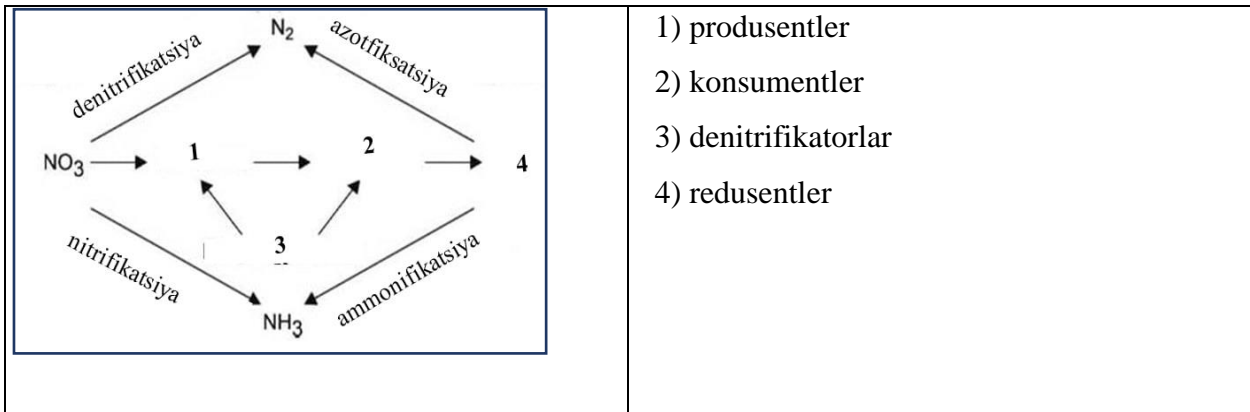 N₂
denitrifikatsiya
azotfiksatsiya
NO₃
1
2
4
3
nitrifikatsiya
ammonifikatsiya
NH₃
1) produsentler
2) konsumentler
3) denitrifikatorlar
4) redusentler